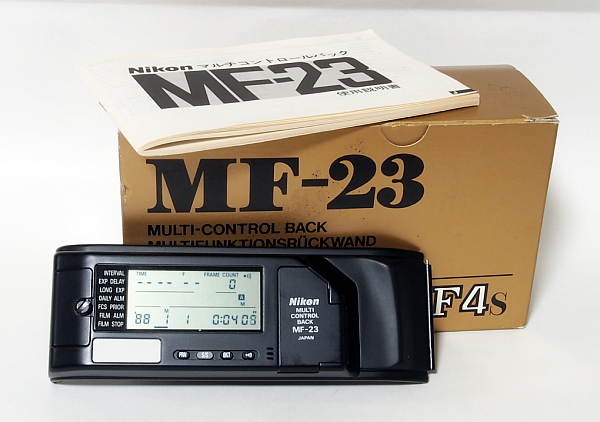 Nikon マルチコントロールバック
MF-23
使用説明書
MF-23
MULTI-CONTROL BACK
MULTIFUNKTIONSRÜCKWAND
F4s
INTERVAL
EXP DELAY
LONG EXP
DAILY ALM
FCS PRIOR
FILM ALM
FILM STOP
TIME F FRAME COUNT
0
A
M
'88 1 1 0:04 08
PRN S/S
Nikon
MULTI
CONTROL
BACK
MF-23
JAPAN